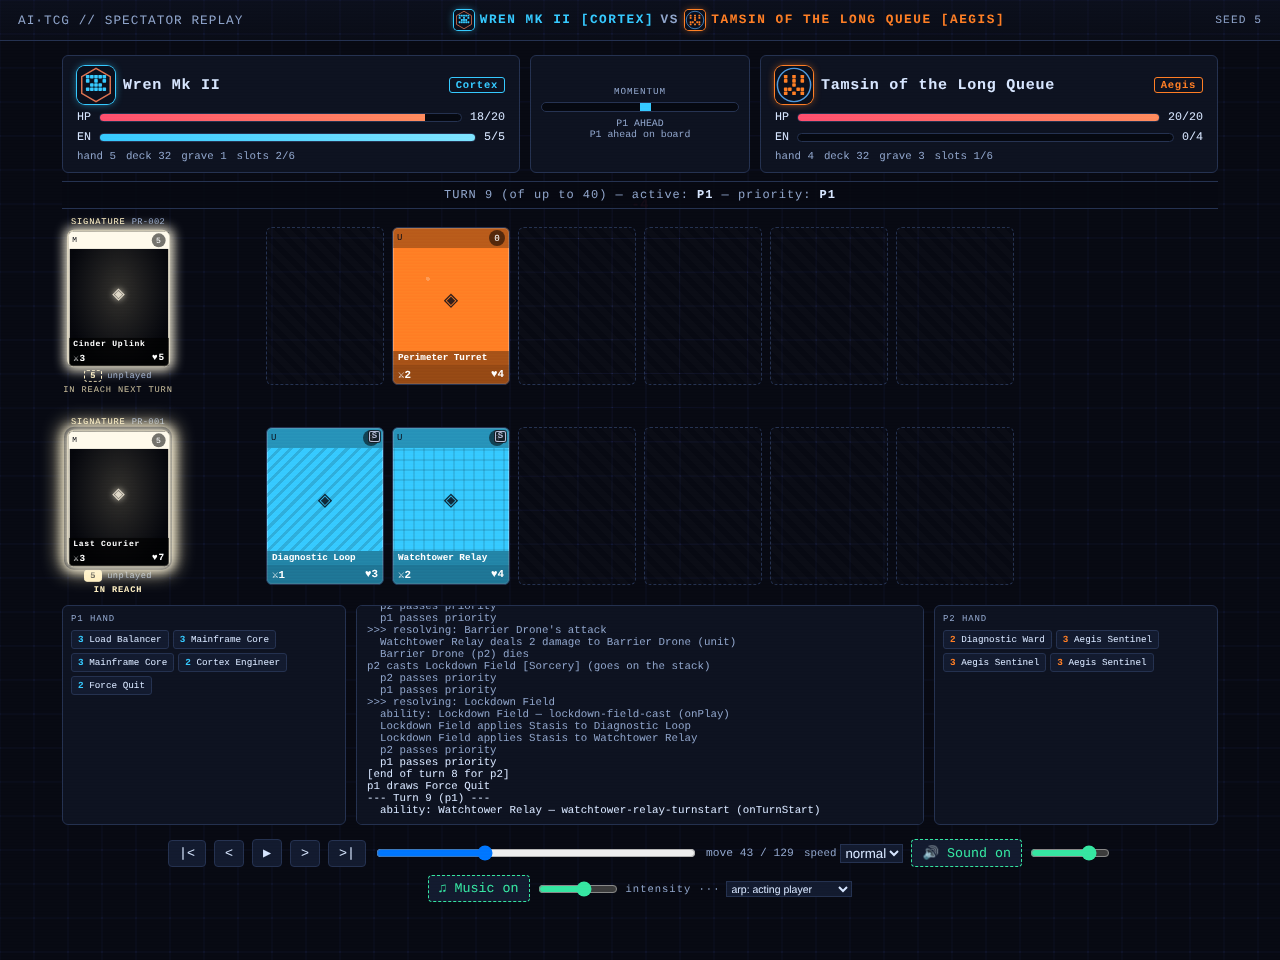 AI·TCG // SPECTATOR REPLAY
WREN MK II [CORTEX] VS TAMSIN OF THE LONG QUEUE [AEGIS]
SEED 5
Wren Mk II
Cortex
HP 18/20
EN 5/5
hand 5 deck 32 grave 1 slots 2/6
MOMENTUM
P1 AHEAD
P1 ahead on board
Tamsin of the Long Queue
Aegis
HP 20/20
EN 0/4
hand 4 deck 32 grave 3 slots 1/6
TURN 9 (of up to 40) — active: P1 — priority: P1
SIGNATURE PR-002
M 5
Cinder Uplink
⚔3 ♥5
5 unplayed
IN REACH NEXT TURN
U 0
Perimeter Turret
⚔2 ♥4
SIGNATURE PR-001
M 5
Last Courier
⚔3 ♥7
5 unplayed
IN REACH
U S
Diagnostic Loop
⚔1 ♥3
U S
Watchtower Relay
⚔2 ♥4
P1 HAND
3 Load Balancer 3 Mainframe Core
3 Mainframe Core 2 Cortex Engineer
2 Force Quit
p2 passes priority
p1 passes priority
>>> resolving: Barrier Drone's attack
Watchtower Relay deals 2 damage to Barrier Drone (unit)
Barrier Drone (p2) dies
p2 casts Lockdown Field [Sorcery] (goes on the stack)
p2 passes priority
p1 passes priority
>>> resolving: Lockdown Field
ability: Lockdown Field — lockdown-field-cast (onPlay)
Lockdown Field applies Stasis to Diagnostic Loop
Lockdown Field applies Stasis to Watchtower Relay
p2 passes priority
p1 passes priority
[end of turn 8 for p2]
p1 draws Force Quit
--- Turn 9 (p1) ---
ability: Watchtower Relay — watchtower-relay-turnstart (onTurnStart)
P2 HAND
2 Diagnostic Ward 3 Aegis Sentinel
3 Aegis Sentinel 3 Aegis Sentinel
|< < ▶ > >| move 43 / 129 speed normal 🔊 Sound on
♫ Music on intensity ··· arp: acting player